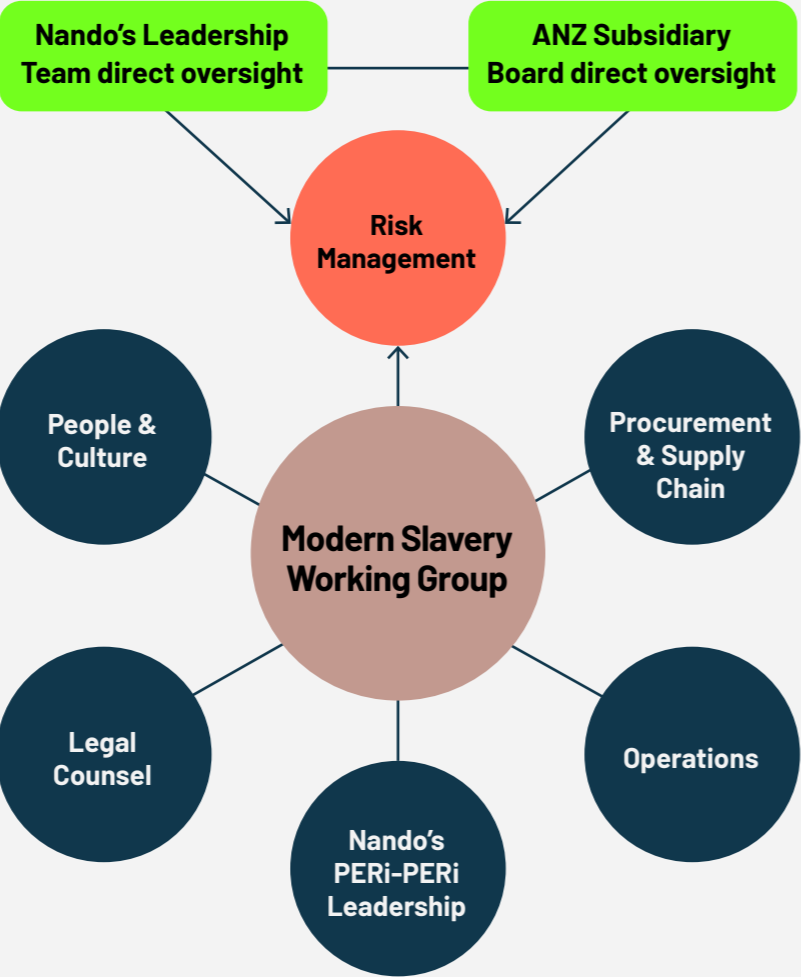 Nando’s Leadership
Team direct oversight
ANZ Subsidiary
Board direct oversight
Risk
Management
People &
Culture
Procurement
& Supply
Chain
Modern Slavery
Working Group
Legal
Counsel
Operations
Nando’s
PERi-PERi
Leadership